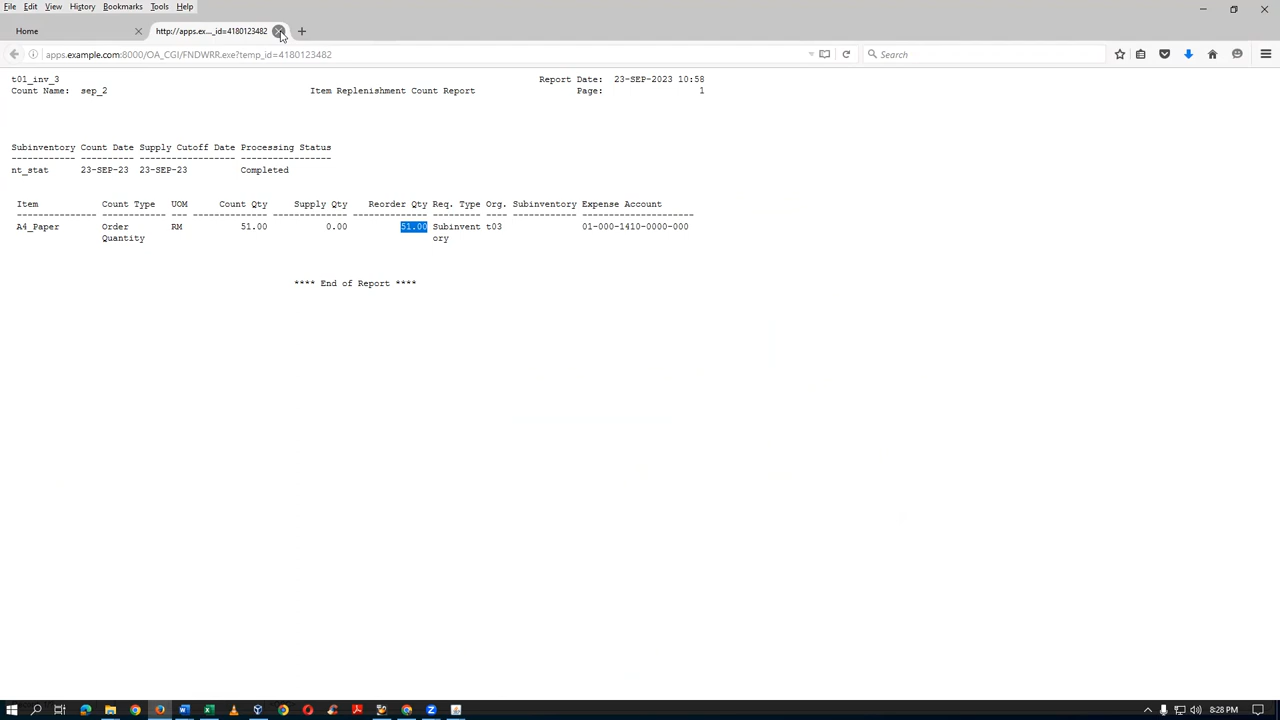 File Edit View History Bookmarks Tools Help
Home
http://apps.ex..._id=4180123482
apps.example.com:8000/OA_CGI/FNDWRR.exe?temp_id=4180123482
Search
t01_inv_3 Report Date: 23-SEP-2023 10:58
Count Name: sep_2 Item Replenishment Count Report Page: 1
Subinventory Count Date Supply Cutoff Date Processing Status
------------ ---------- ------------------ -----------------
nt_stat 23-SEP-23 23-SEP-23 Completed
Item Count Type UOM Count Qty Supply Qty Reorder Qty Req. Type Org. Subinventory Expense Account
--------------- ------------ --- -------------- -------------- -------------- --------- ---- ------------ ---------------------
A4_Paper Order RM 51.00 0.00 51.00 Subinvent t03 01-000-1410-0000-000
Quantity ory
**** End of Report ****
8:28 PM